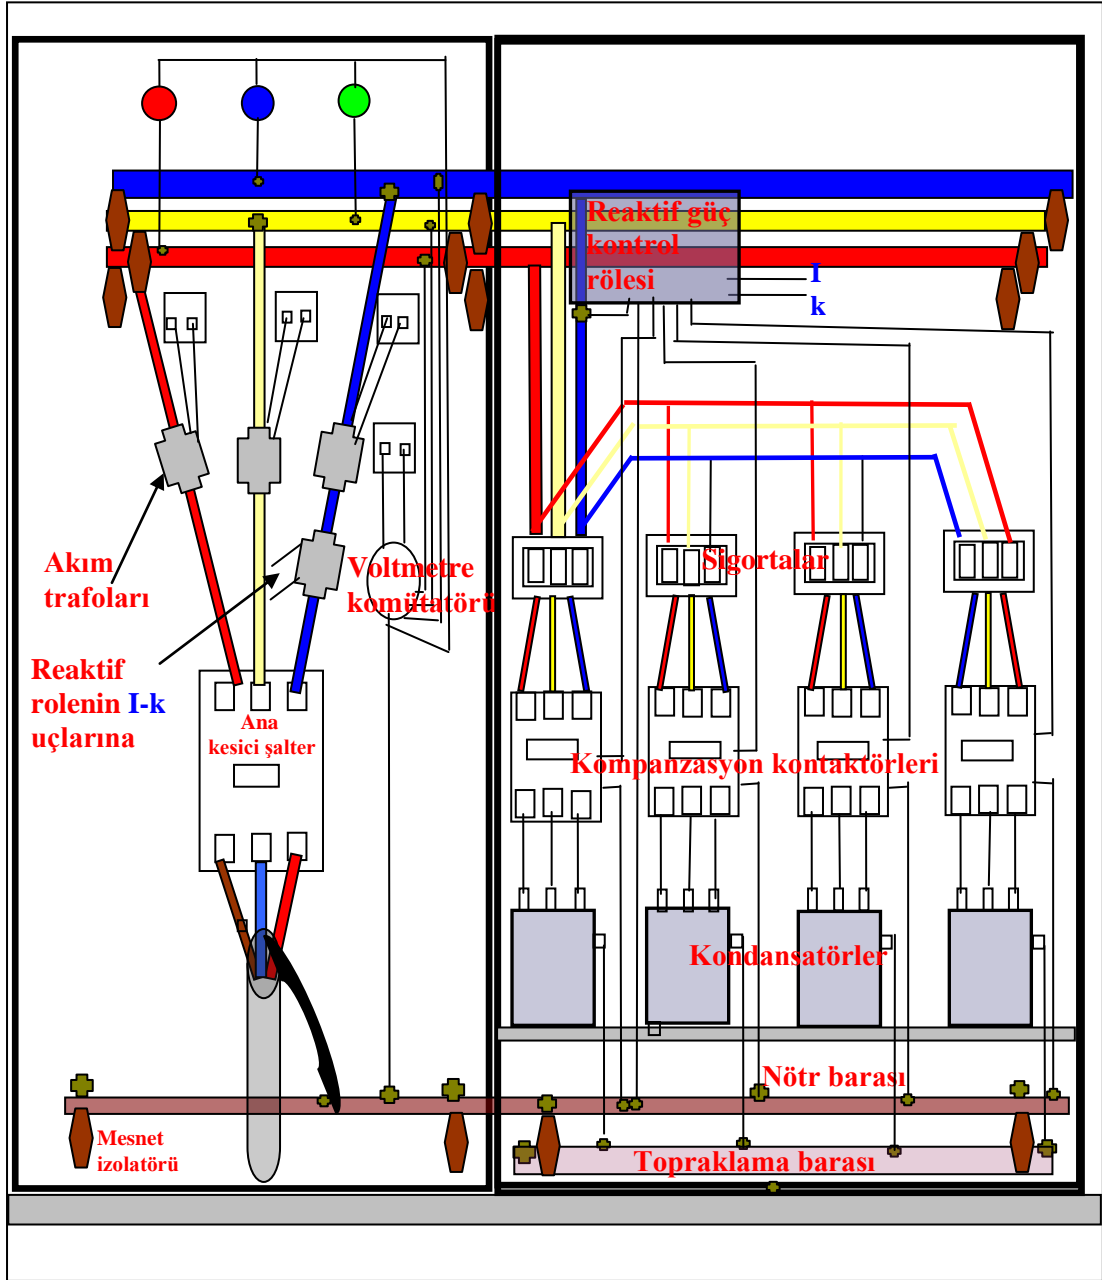 Reaktif güç
kontrol
rölesi
I
k
Akım
trafoları
Voltmetre
komütatörü
Sigortalar
Reaktif
rolenin I-k
uçlarına
Ana
kesici şalter
Kompanzasyon kontaktörleri
Kondansatörler
Nötr barası
Mesnet
izolatörü
Topraklama barası